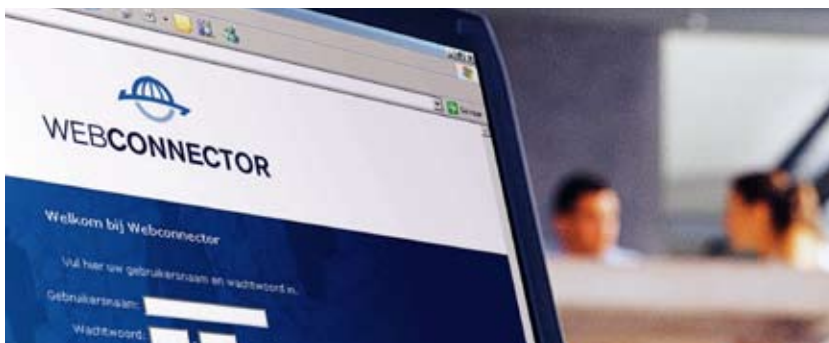 WEBCONNECTOR
Welkom bij Webconnector
Vul hier uw gebruikersnaam en wachtwoord in.
Gebruikersnaam:
Wachtwoord: